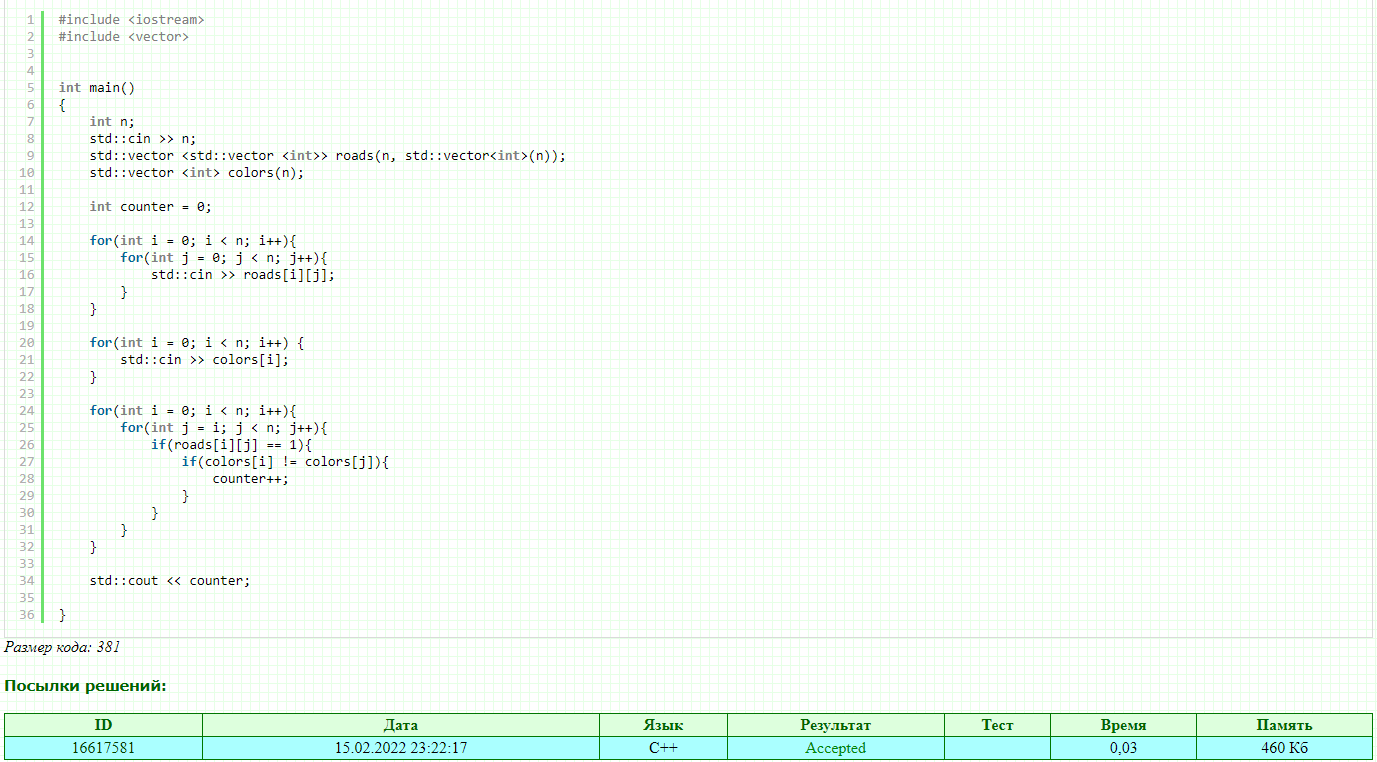 1 #include <iostream>
2 #include <vector>
3
4
5 int main()
6 {
7     int n;
8     std::cin >> n;
9     std::vector <std::vector <int>> roads(n, std::vector<int>(n));
10     std::vector <int> colors(n);
11
12     int counter = 0;
13
14     for(int i = 0; i < n; i++){
15         for(int j = 0; j < n; j++){
16             std::cin >> roads[i][j];
17         }
18     }
19
20     for(int i = 0; i < n; i++) {
21         std::cin >> colors[i];
22     }
23
24     for(int i = 0; i < n; i++){
25         for(int j = i; j < n; j++){
26             if(roads[i][j] == 1){
27                 if(colors[i] != colors[j]){
28                     counter++;
29                 }
30             }
31         }
32     }
33
34     std::cout << counter;
35
36 }
Размер кода: 381
Посылки решений:
ID Дата Язык Результат Тест Время Память
16617581 15.02.2022 23:22:17 C++ Accepted 0,03 460 Кб